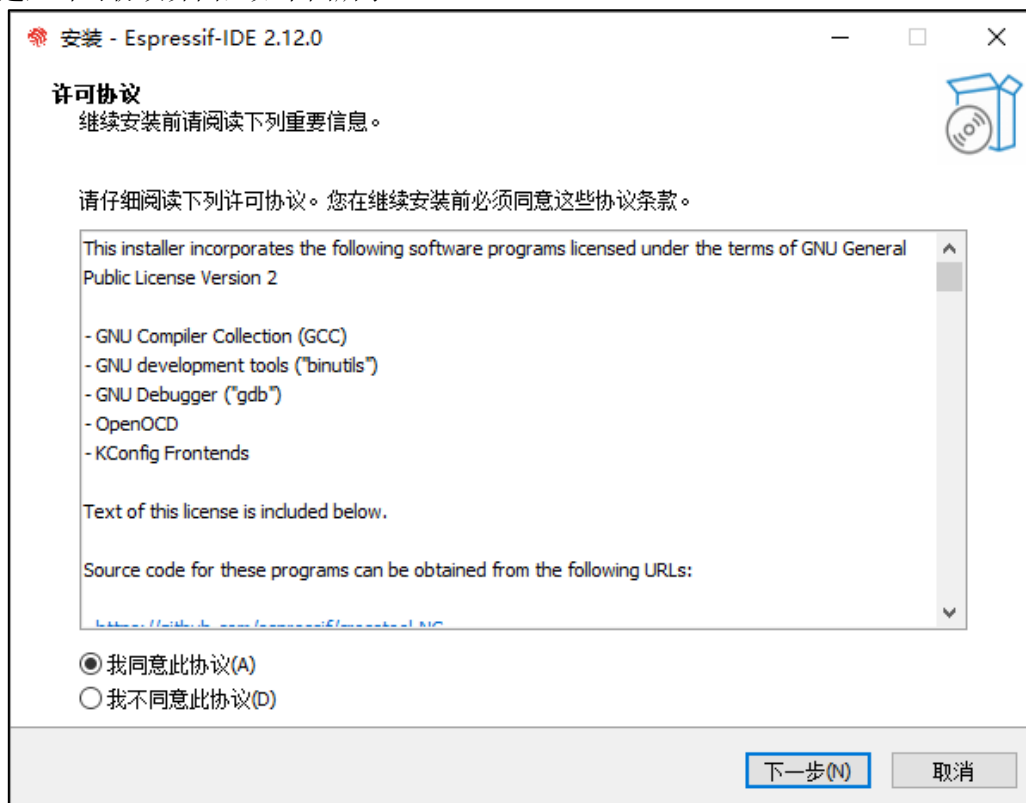 安装 - Espressif-IDE 2.12.0
许可协议
继续安装前请阅读下列重要信息。
请仔细阅读下列许可协议。您在继续安装前必须同意这些协议条款。
This installer incorporates the following software programs licensed under the terms of GNU General
Public License Version 2
- GNU Compiler Collection (GCC)
- GNU development tools ("binutils")
- GNU Debugger ("gdb")
- OpenOCD
- KConfig Frontends
Text of this license is included below.
Source code for these programs can be obtained from the following URLs:
我同意此协议(A)
我不同意此协议(D)
下一步(N)
取消